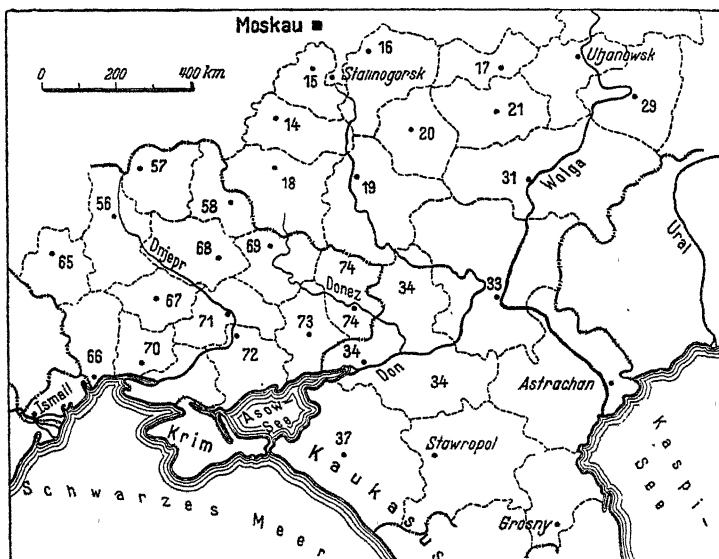 Moskau
0 200 400 km
16
15
Stalinogorsk
17
Uljanowsk
29
21
14
20
57
18
19
31
Wolga
56
58
Dnjepr
68
69
Ural
65
74
Donez
34
33
67
74
71
73
34
70
72
66
Don
34
Astrachan
Ismail
Asow-
See
Krim
37
Stawropol
Kaukasus
Kaspi-
See
Grosny
Schwarzes Meer